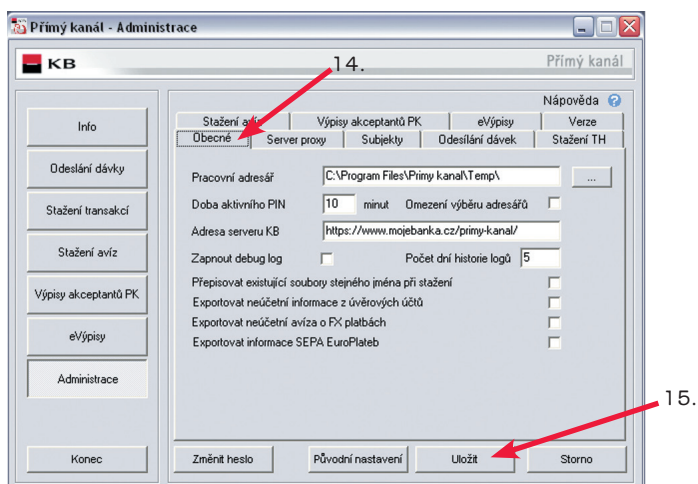 Přímý kanál - Administrace
KB
14.
Přímý kanál
Nápověda
Info
Odeslání dávky
Stažení transakcí
Stažení avíz
Výpisy akceptantů PK
eVýpisy
Administrace
Konec
Stažení avíz
Výpisy akceptantů PK
eVýpisy
Verze
Obecné
Server proxy
Subjekty
Odesílání dávek
Stažení TH
Pracovní adresář C:\Program Files\Primy kanal\Temp\ ...
Doba aktivního PIN 10 minut Omezení výběru adresářů
Adresa serveru KB https://www.mojebanka.cz/primy-kanal/
Zapnout debug log Počet dní historie logů 5
Přepisovat existující soubory stejného jména při stažení
Exportovat neúčetní informace z úvěrových účtů
Exportovat neúčetní avíza o FX platbách
Exportovat informace SEPA EuroPlateb
15.
Změnit heslo
Původní nastavení
Uložit
Storno